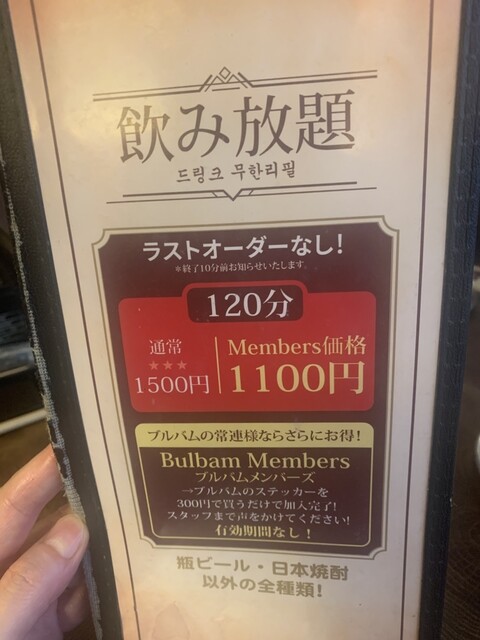 飲み放題
드링크 무한리필
ラストオーダーなし!
※終了10分前お知らせいたします。
120分
通常
★★★
1500円
Members価格
1100円
ブルバムの常連様ならさらにお得!
Bulbam Members
ブルバムメンバーズ
→ブルバムのステッカーを
300円で買うだけで加入完了!
スタッフまで声をかけてください!
有効期間なし!
瓶ビール・日本焼酎
以外の全種類!